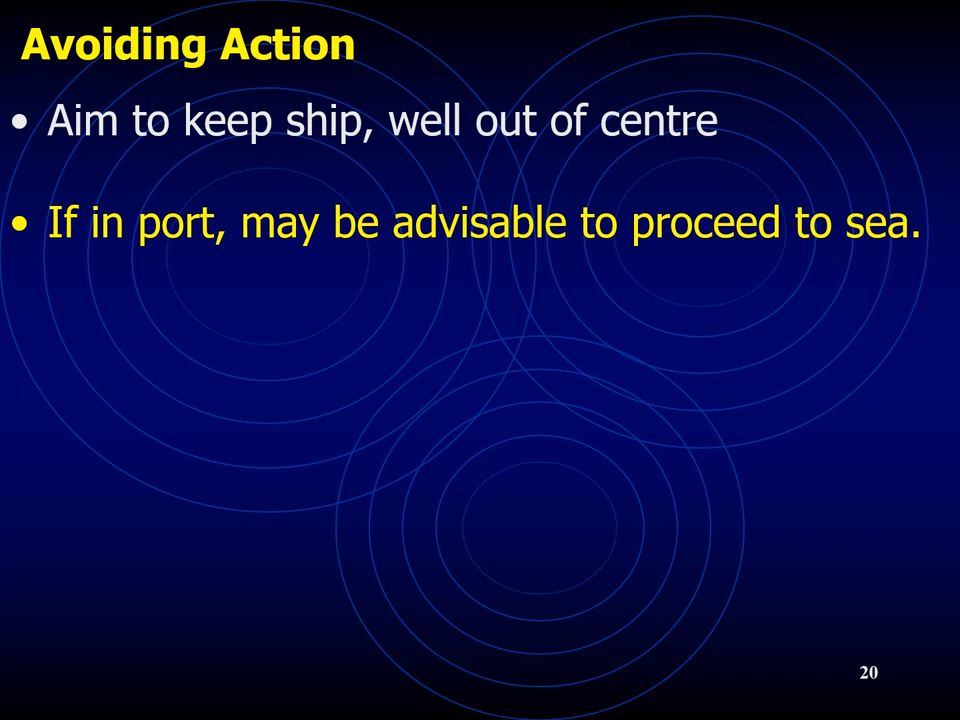 Avoiding Action
• Aim to keep ship, well out of centre
• If in port, may be advisable to proceed to sea.
20